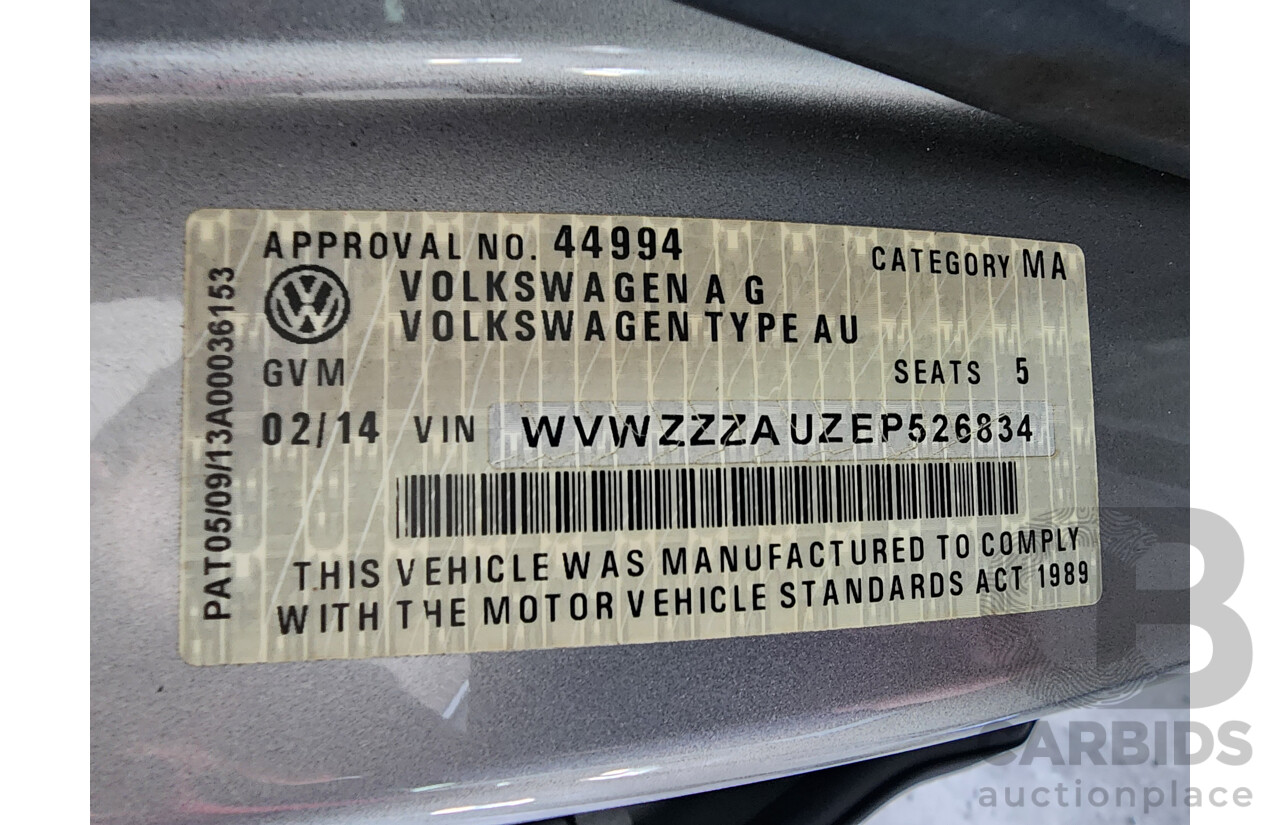 APPROVAL NO. 44994
CATEGORY MA
VOLKSWAGEN A G
VOLKSWAGEN TYPE AU
GVM
SEATS 5
02/14 VIN WVWZZZAUZEP526834
THIS VEHICLE WAS MANUFACTURED TO COMPLY
WITH THE MOTOR VEHICLE STANDARDS ACT 1989
PAT05/09/13A00036153
B
CARBIDS
auctionplace